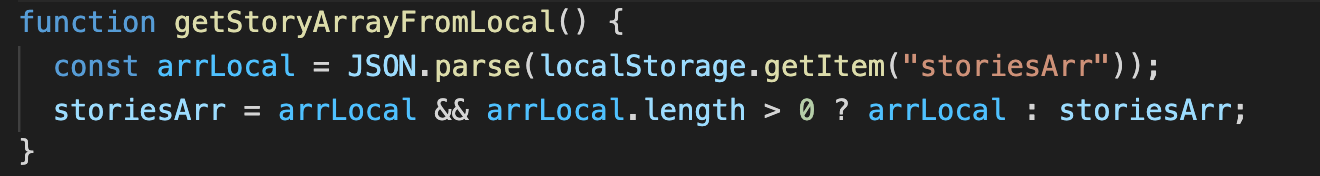 function getStoryArrayFromLocal() {
  const arrLocal = JSON.parse(localStorage.getItem("storiesArr"));
  storiesArr = arrLocal && arrLocal.length > 0 ? arrLocal : storiesArr;
}